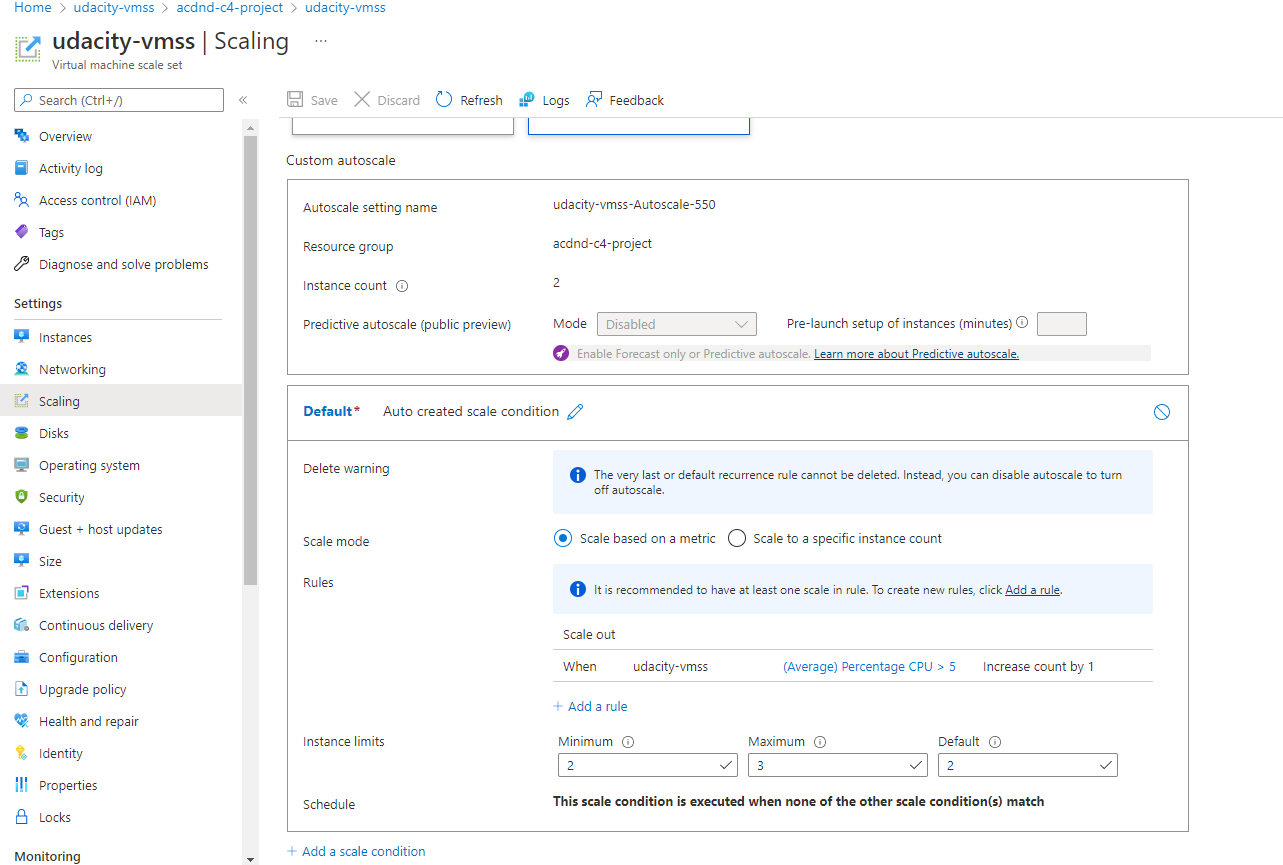 Home > udacity-vmss > acdnd-c4-project > udacity-vmss
udacity-vmss | Scaling ...
Virtual machine scale set
Search (Ctrl+/)
«
Save
Discard
Refresh
Logs
Feedback
Overview
Activity log
Access control (IAM)
Tags
Diagnose and solve problems
Settings
Instances
Networking
Scaling
Disks
Operating system
Security
Guest + host updates
Size
Extensions
Continuous delivery
Configuration
Upgrade policy
Health and repair
Identity
Properties
Locks
Monitoring
Custom autoscale
Autoscale setting name udacity-vmss-Autoscale-550
Resource group acdnd-c4-project
Instance count 2
Predictive autoscale (public preview) Mode Disabled Pre-launch setup of instances (minutes)
Enable Forecast only or Predictive autoscale. Learn more about Predictive autoscale.
Default* Auto created scale condition
Delete warning
The very last or default recurrence rule cannot be deleted. Instead, you can disable autoscale to turn
off autoscale.
Scale mode Scale based on a metric Scale to a specific instance count
Rules
It is recommended to have at least one scale in rule. To create new rules, click Add a rule.
Scale out
When udacity-vmss (Average) Percentage CPU > 5 Increase count by 1
+ Add a rule
Instance limits Minimum Maximum Default
2 3 2
Schedule This scale condition is executed when none of the other scale condition(s) match
+ Add a scale condition